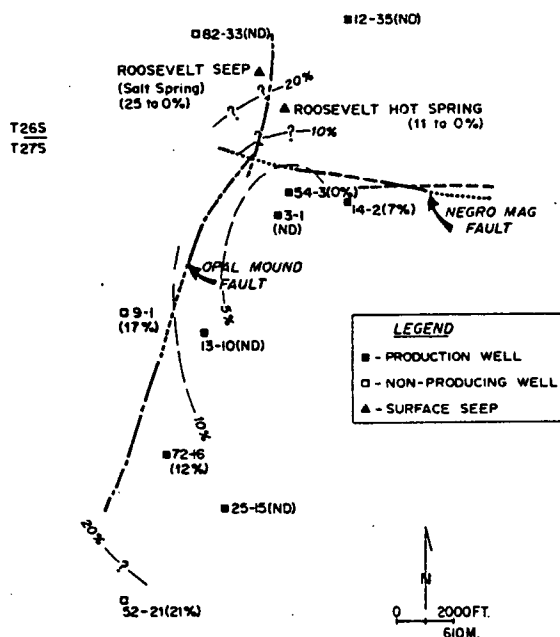 12-35(ND)
82-33(ND)
ROOSEVELT SEEP
(Salt Spring)
(25 to 0%)
?
20%
?
ROOSEVELT HOT SPRING
(11 to 0%)
?
?
10%
T26S
T27S
54-3(0%)
14-2(7%)
3-1
(ND)
NEGRO MAG
FAULT
OPAL MOUND
FAULT
5%
9-1
(17%)
13-10(ND)
10%
72-16
(12%)
25-15(ND)
20%
?
52-21(21%)
LEGEND
- PRODUCTION WELL
- NON-PRODUCING WELL
- SURFACE SEEP
N
0 2000 FT.
610 M.